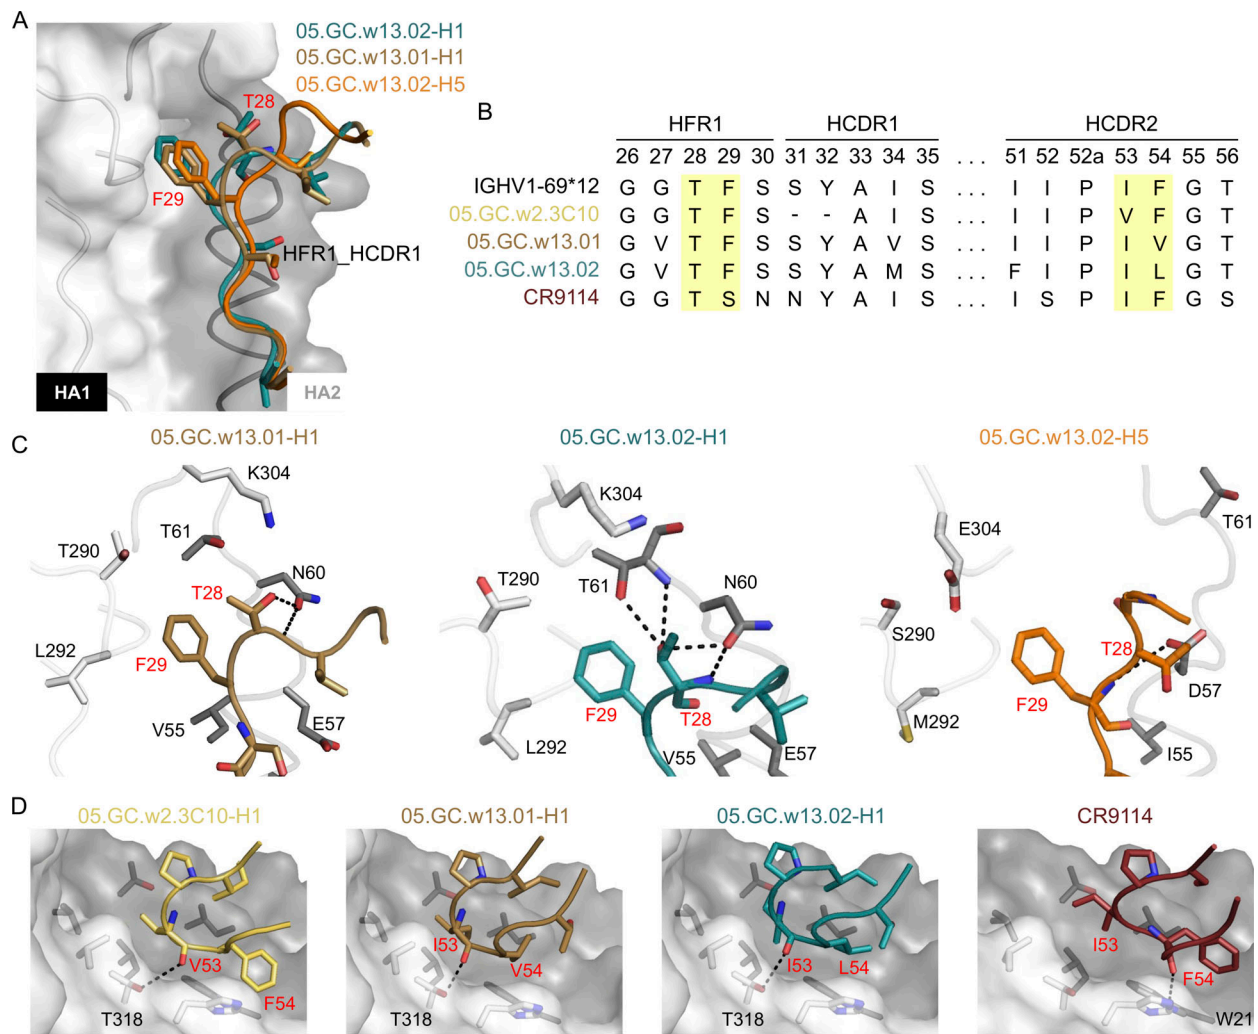 A
05.GC.w13.02-H1
05.GC.w13.01-H1
05.GC.w13.02-H5
T28
F29
HFR1_HCDR1
HA1
HA2
B
HFR1 HCDR1 HCDR2
26 27 28 29 30 31 32 33 34 35 ... 51 52 52a 53 54 55 56
IGHV1-69*12 G G T F S S Y A I S ... I I P I F G T
05.GC.w2.3C10 G G T F S - - A I S ... I I P V F G T
05.GC.w13.01 G V T F S S Y A V S ... I I P I V G T
05.GC.w13.02 G V T F S S Y A M S ... F I P I L G T
CR9114 G G T S N N Y A I S ... I S P I F G S
C
05.GC.w13.01-H1
K304
T61
T290
N60
T28
L292
F29
V55
E57
05.GC.w13.02-H1
K304
T290
T61
N60
F29
T28
L292
V55
E57
05.GC.w13.02-H5
T61
E304
S290
T28
F29
D57
M292
I55
D
05.GC.w2.3C10-H1
V53
F54
T318
05.GC.w13.01-H1
I53
V54
T318
05.GC.w13.02-H1
I53
L54
T318
CR9114
I53
F54
W21